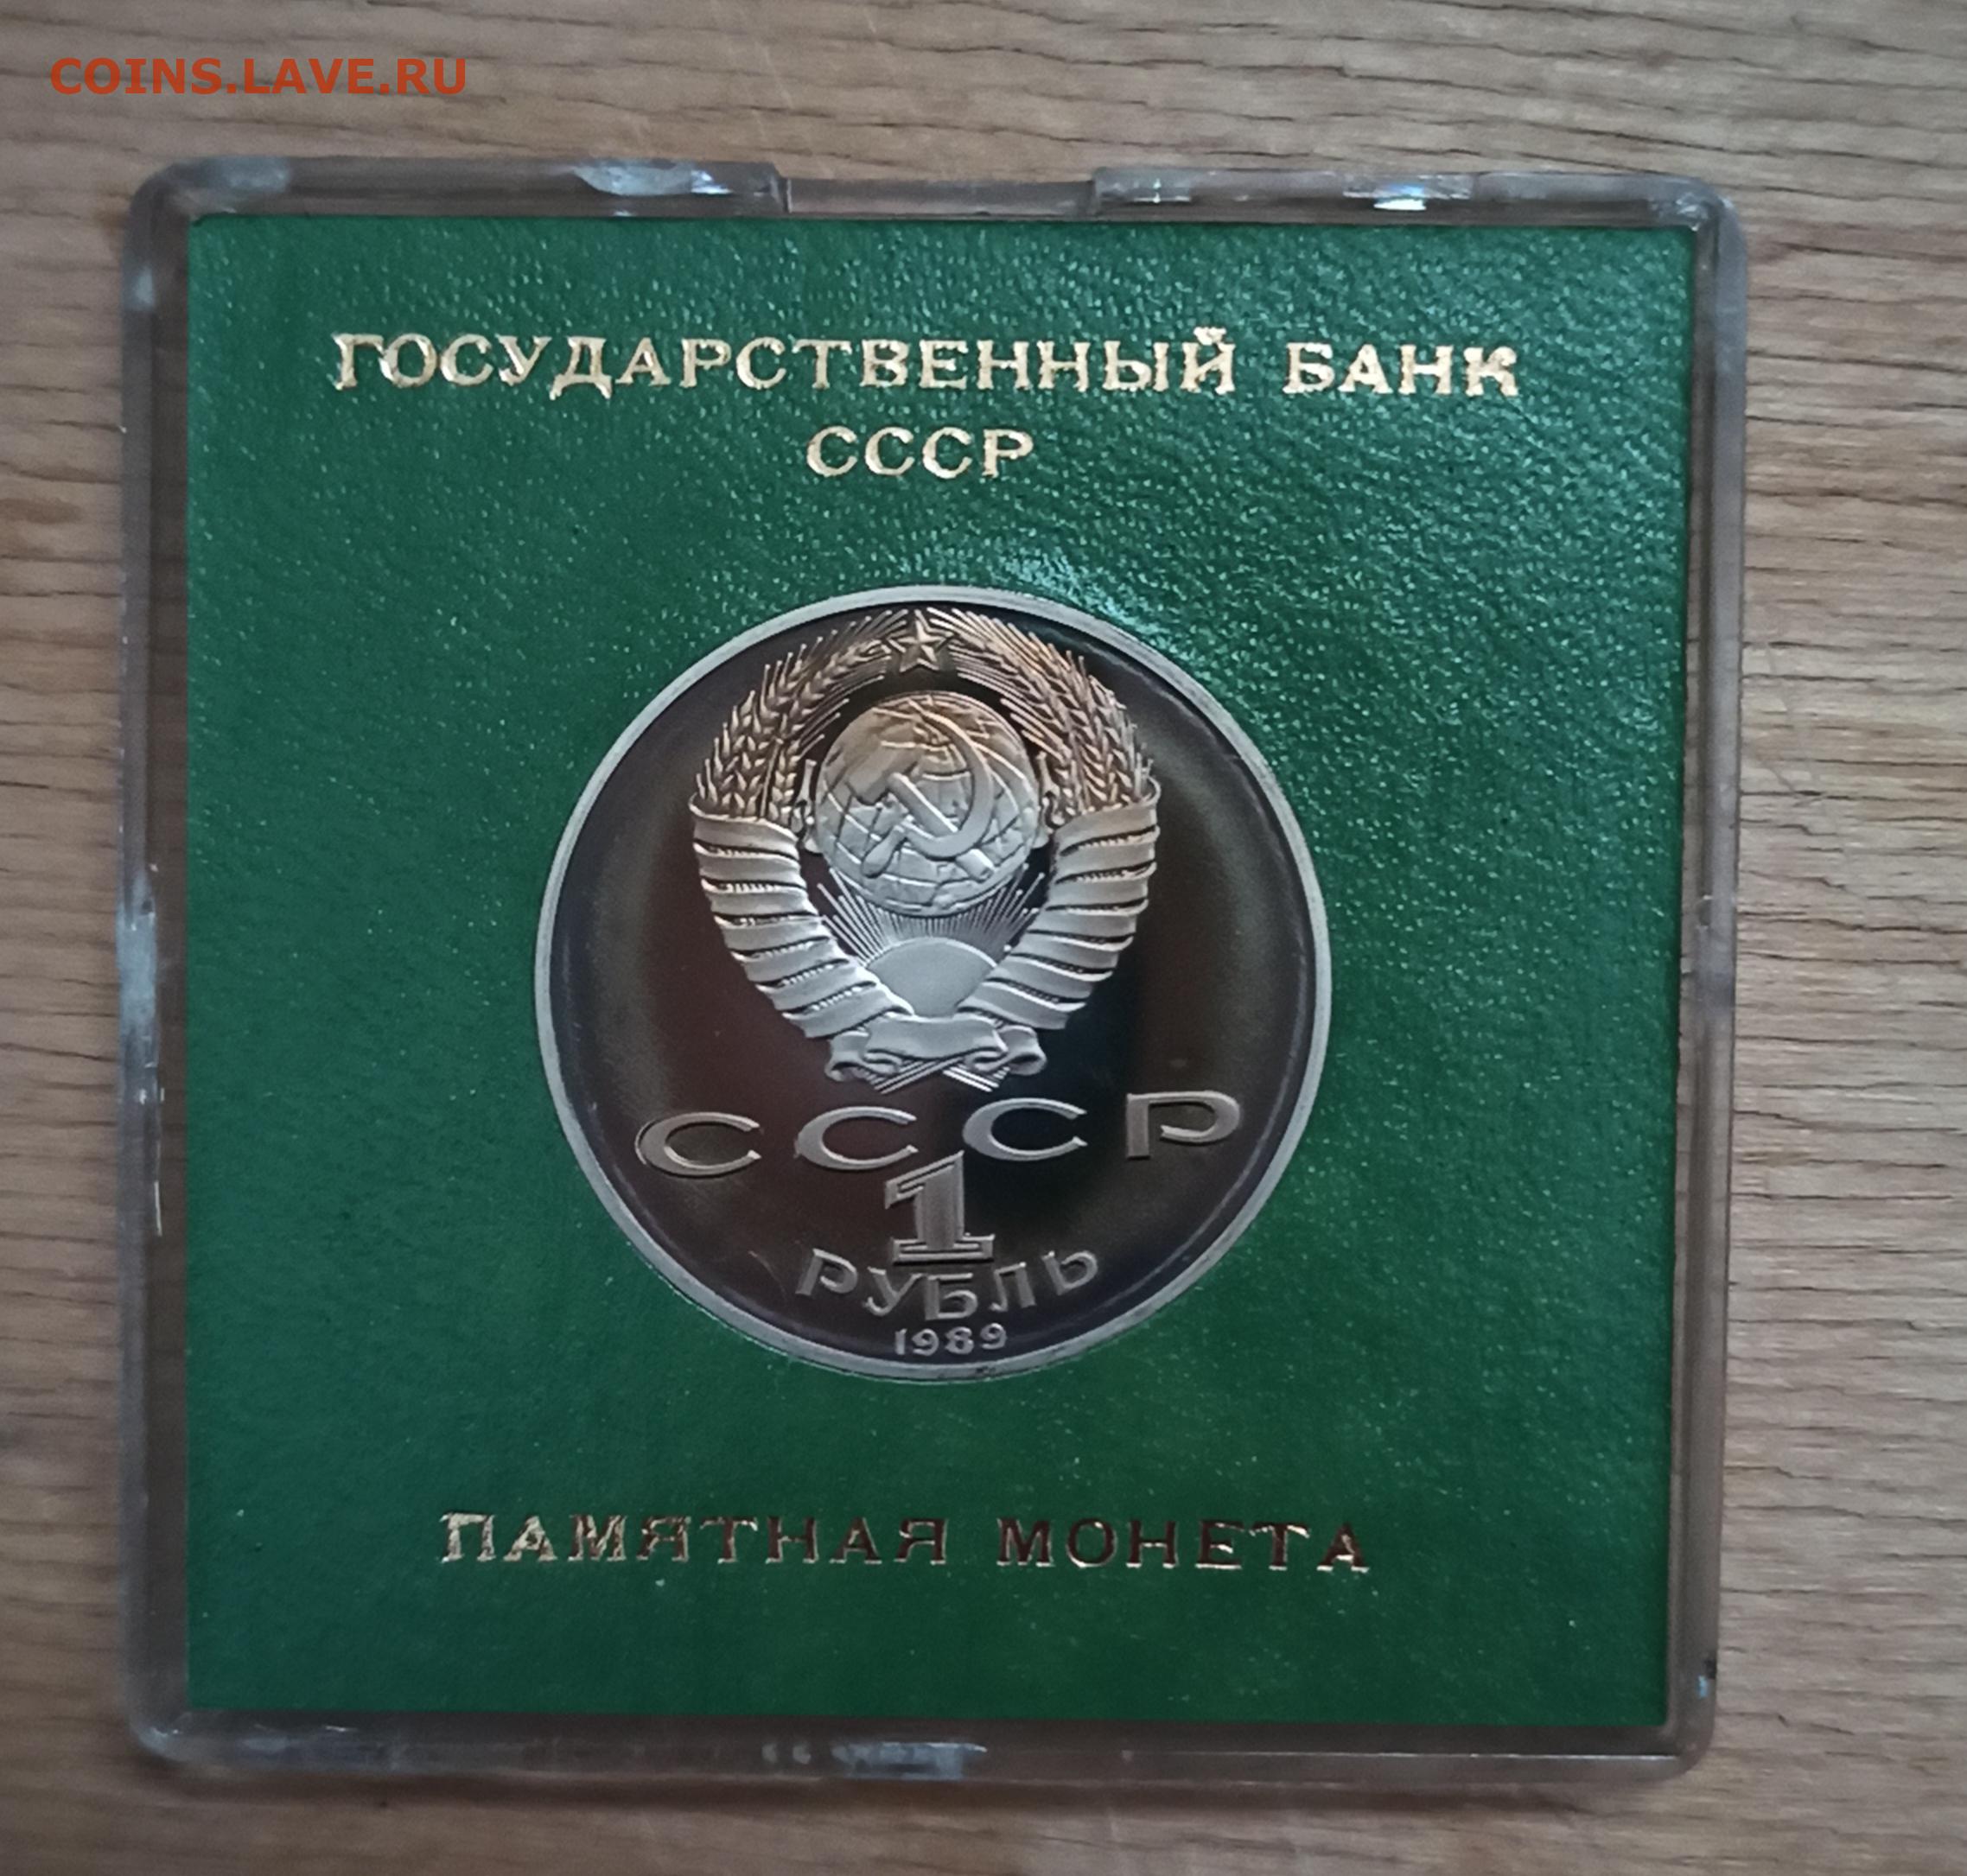 COINS.LAVE.RU
ГОСУДАРСТВЕННЫЙ БАНК
СССР
СССР
1
РУБЛЬ
1989
ПАМЯТНАЯ МОНЕТА